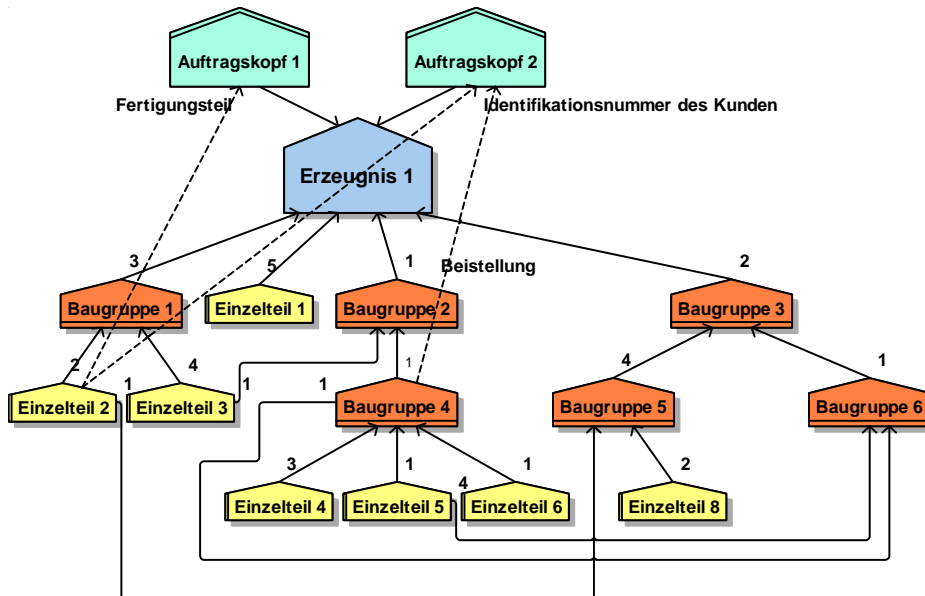 Auftragskopf 1
Auftragskopf 2
Fertigungsteil
Identifikationsnummer des Kunden
Erzeugnis 1
3
5
1
Beistellung
2
Baugruppe 1
Einzelteil 1
Baugruppe 2
Baugruppe 3
2
4
1
4
1
Einzelteil 2
1
Einzelteil 3
1
1
Baugruppe 4
Baugruppe 5
Baugruppe 6
3
1
4
1
2
Einzelteil 4
Einzelteil 5
Einzelteil 6
Einzelteil 8